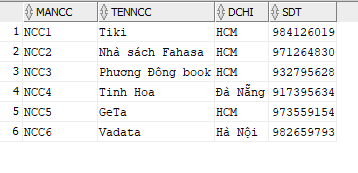 MANCC TENNCC DCHI SDT
1 NCC1 Tiki HCM 984126019
2 NCC2 Nhà sách Fahasa HCM 971264830
3 NCC3 Phương Đông book HCM 932795628
4 NCC4 Tinh Hoa Đà Nẵng 917395634
5 NCC5 GeTa HCM 973559154
6 NCC6 Vadata Hà Nội 982659793